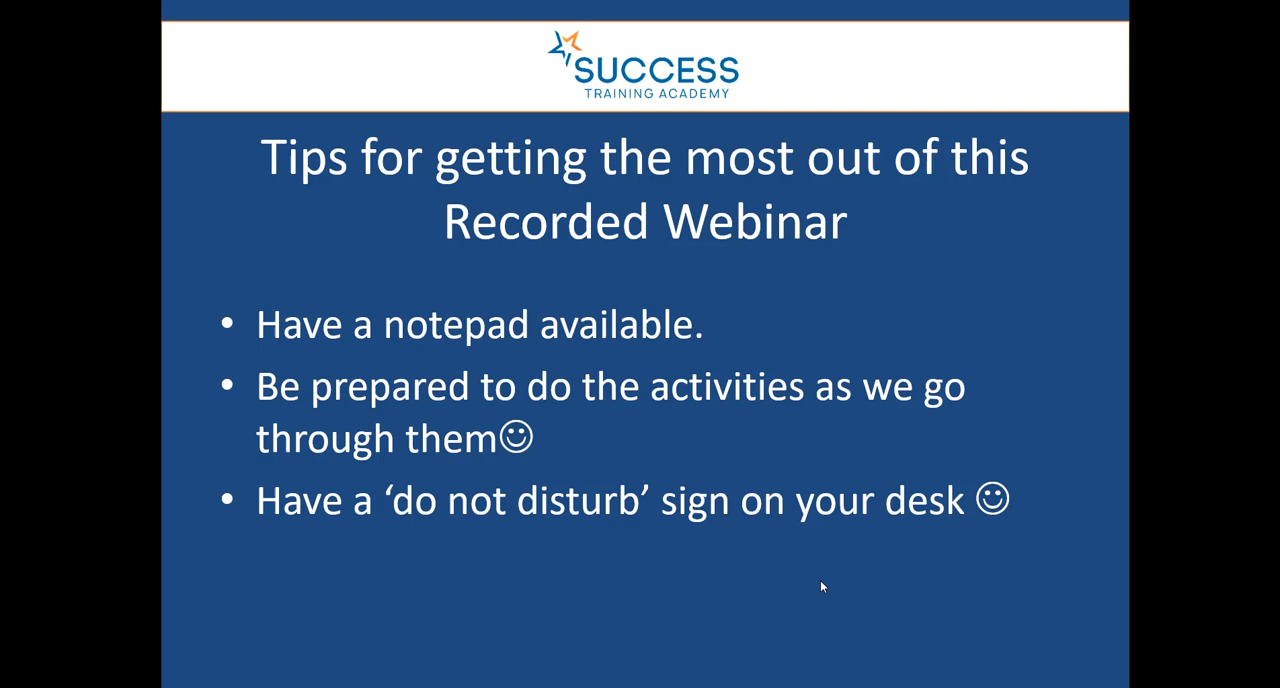 SUCCESS
TRAINING ACADEMY
Tips for getting the most out of this
Recorded Webinar
• Have a notepad available.
• Be prepared to do the activities as we go
through them☺
• Have a ‘do not disturb’ sign on your desk ☺